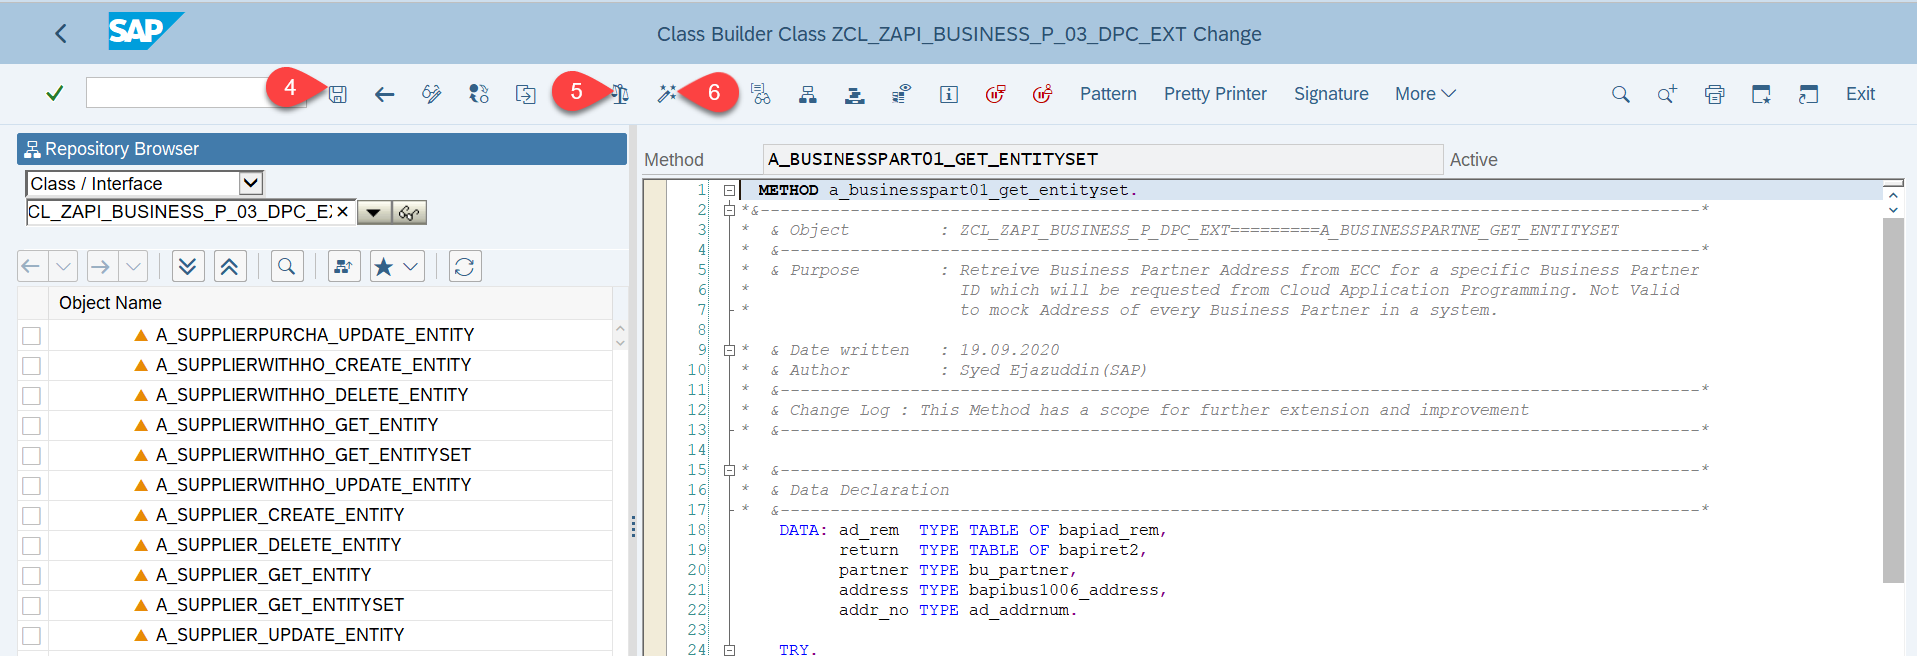 SAP
Class Builder Class ZCL_ZAPI_BUSINESS_P_03_DPC_EXT Change
4
5
6
Pattern
Pretty Printer
Signature
More
Exit
Repository Browser
Class / Interface
CL_ZAPI_BUSINESS_P_03_DPC_E
Object Name
A_SUPPLIERPURCHA_UPDATE_ENTITY
A_SUPPLIERWITHHO_CREATE_ENTITY
A_SUPPLIERWITHHO_DELETE_ENTITY
A_SUPPLIERWITHHO_GET_ENTITY
A_SUPPLIERWITHHO_GET_ENTITYSET
A_SUPPLIERWITHHO_UPDATE_ENTITY
A_SUPPLIER_CREATE_ENTITY
A_SUPPLIER_DELETE_ENTITY
A_SUPPLIER_GET_ENTITY
A_SUPPLIER_GET_ENTITYSET
A_SUPPLIER_UPDATE_ENTITY
Method A_BUSINESSPART01_GET_ENTITYSET Active
1 METHOD a_businesspart01_get_entityset.
2 *&----------------------------------------------------------------------------------------------*
3 * & Object : ZCL_ZAPI_BUSINESS_P_DPC_EXT=========A_BUSINESSPARTNE_GET_ENTITYSET
4 * &--------------------------------------------------------------------------------------------*
5 * & Purpose : Retreive Business Partner Address from ECC for a specific Business Partner
6 * ID which will be requested from Cloud Application Programming. Not Valid
7 * to mock Address of every Business Partner in a system.
8
9 * & Date written : 19.09.2020
10 * & Author : Syed Ejazuddin(SAP)
11 * &--------------------------------------------------------------------------------------------*
12 * & Change Log : This Method has a scope for further extension and improvement
13 * &--------------------------------------------------------------------------------------------*
14
15 * &--------------------------------------------------------------------------------------------*
16 * & Data Declaration
17 * &--------------------------------------------------------------------------------------------*
18 DATA: ad_rem TYPE TABLE OF bapiad_rem,
19 return TYPE TABLE OF bapiret2,
20 partner TYPE bu_partner,
21 address TYPE bapibus1006_address,
22 addr_no TYPE ad_addrnum.
23
24 TRY.